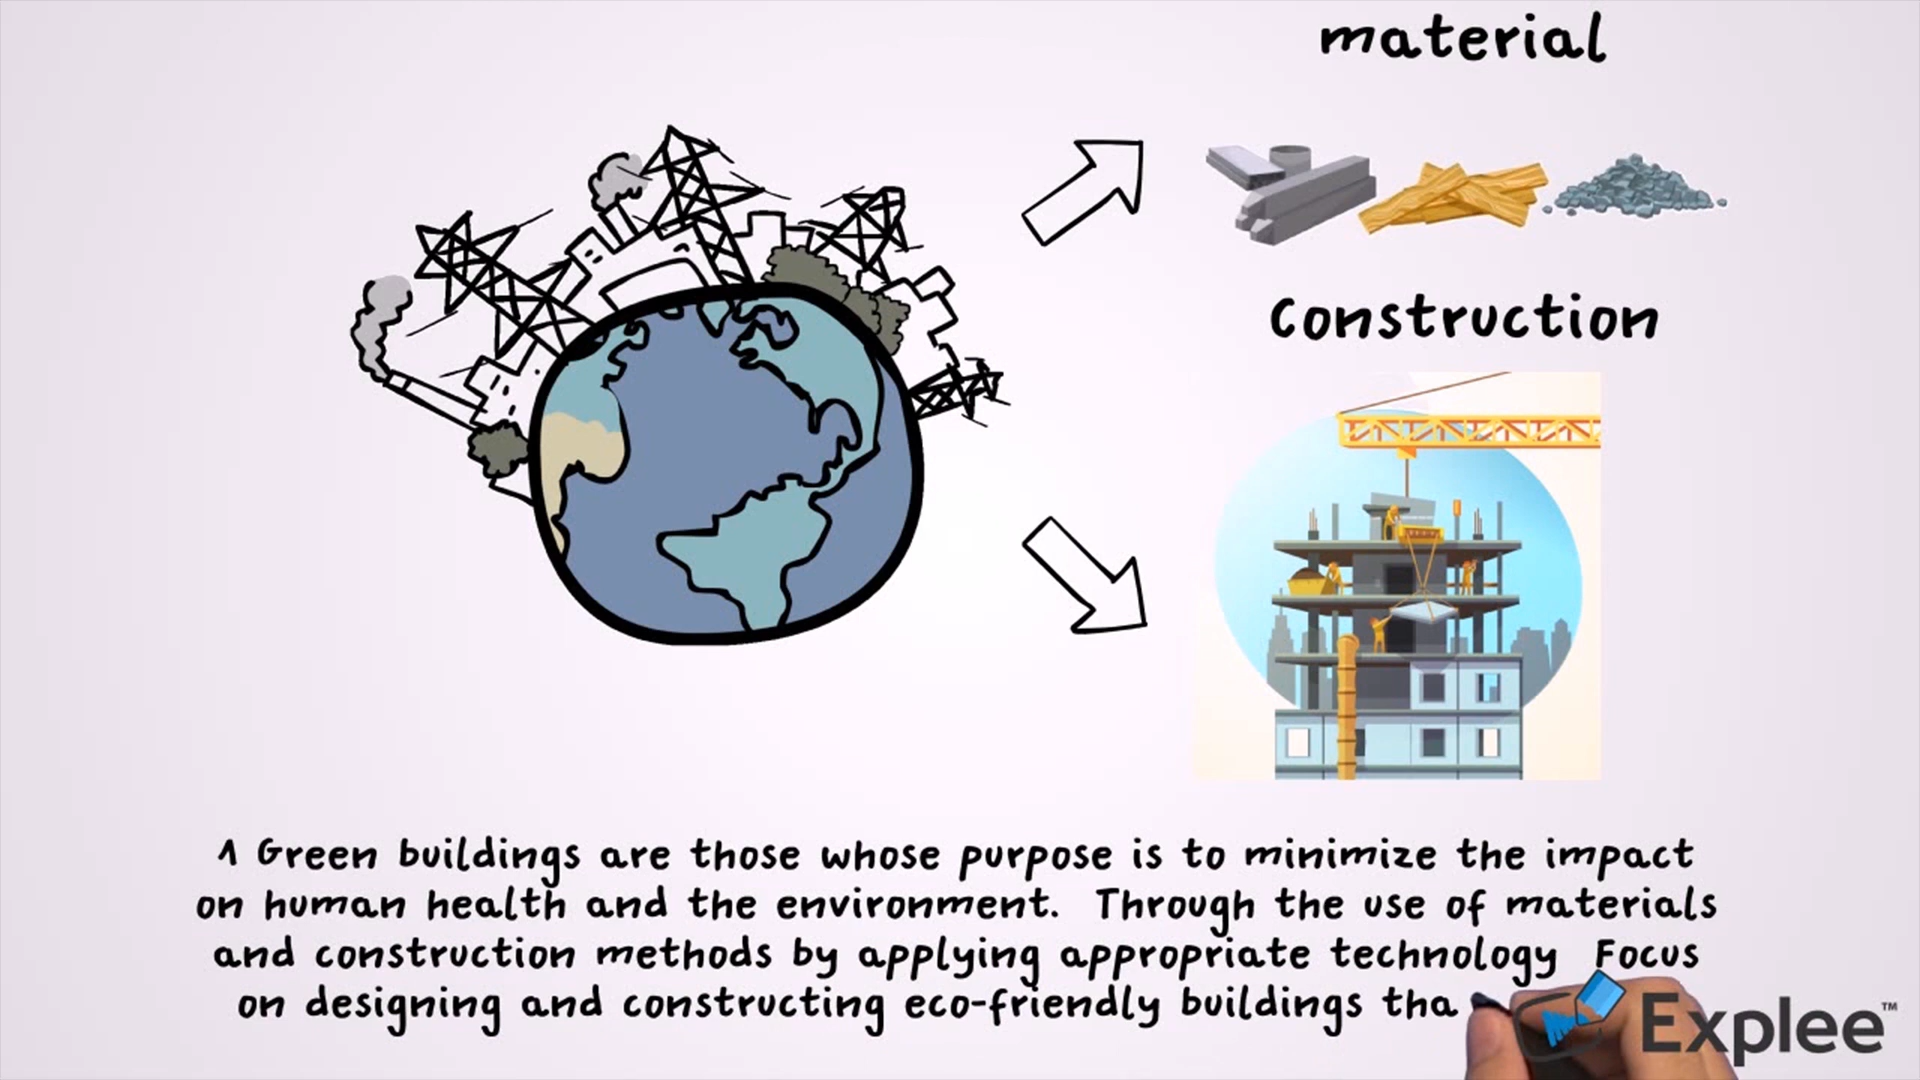 material
Construction
1 Green buildings are those whose purpose is to minimize the impact
on human health and the environment. Through the use of materials
and construction methods by applying appropriate technology Focus
on designing and constructing eco-friendly buildings tha
Explee™